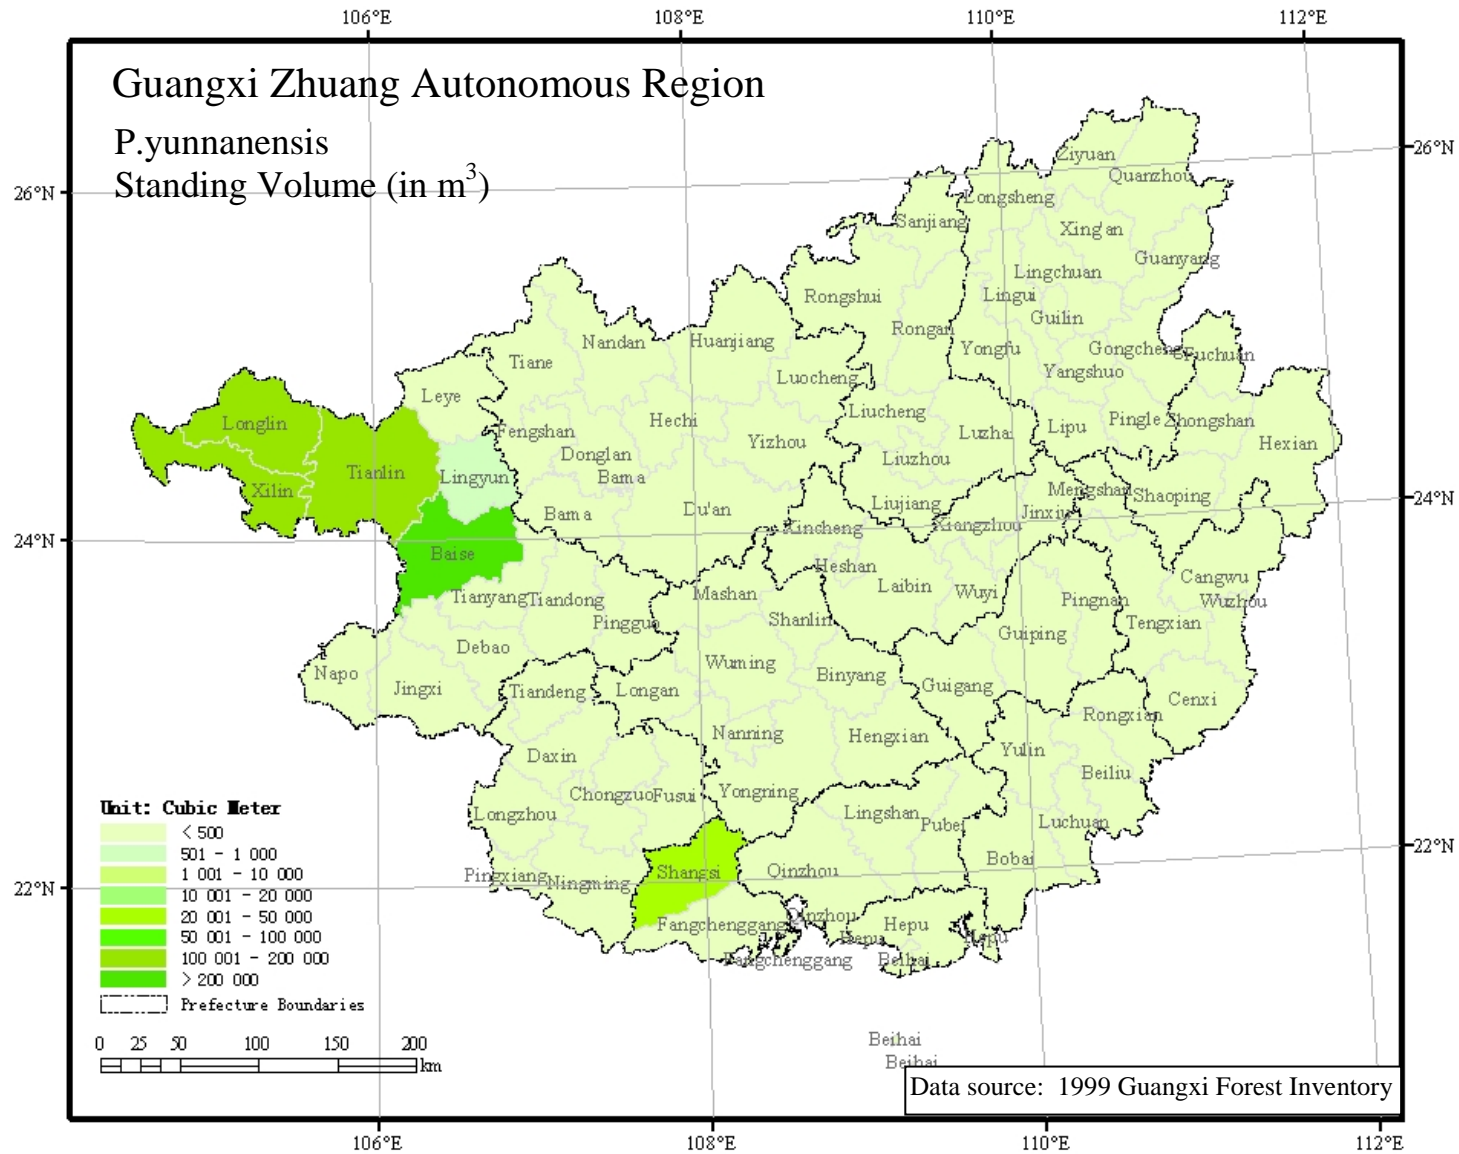 106°E 108°E 110°E 112°E
Guangxi Zhuang Autonomous Region
P.yunnanensis
Standing Volume (in m³)
26°N
26°N
Ziyuan
Quanzhou
Longsheng
Sanjiang
Xing'an
Guanyang
Lingchuan
Rongshui
Lingui
Guilin
Rongan
Nandan
Huanjiang
Yongfu
Gongcheng
Fuchuan
Tiane
Yangshuo
Luocheng
Leye
Liucheng
Longlin
Hechi
Pingle
Zhongshan
Lipu
Fengshan
Luzhai
Yizhou
Hexian
Donglan
Liuzhou
Tianlin
Lingyun
Bama
Xilin
Mengshan
Shaoping
24°N
Liujiang
Du'an
Bama
Jinxiu
Xincheng
Xiangzhou
24°N
Baise
Heshan
Cangwu
Laibin
Wuyi
Mashan
Tianyang
Tiandong
Pingnan
Wuzhou
Shanlin
Pingguo
Tengxian
Guiping
Debao
Wuming
Napo
Binyang
Jingxi
Tiandeng
Longan
Guigang
Cenxi
Rongxian
Nanning
Hengxian
Yulin
Daxin
Beiliu
Chongzuo
Fusui
Yongning
Longzhou
Lingshan
Pubei
Luchuan
22°N
Bobai
Pingxiang
Ningming
Shangsi
Qinzhou
22°N
Fangchenggang
Qinzhou
Hepu
Hepu
Hepu
Fangchenggang
Beihai
Unit: Cubic Meter
< 500
501 - 1 000
1 001 - 10 000
10 001 - 20 000
20 001 - 50 000
50 001 - 100 000
100 001 - 200 000
> 200 000
Prefecture Boundaries
0 25 50 100 150 200
km
Beihai
Beihai
Data source: 1999 Guangxi Forest Inventory
106°E 108°E 110°E 112°E